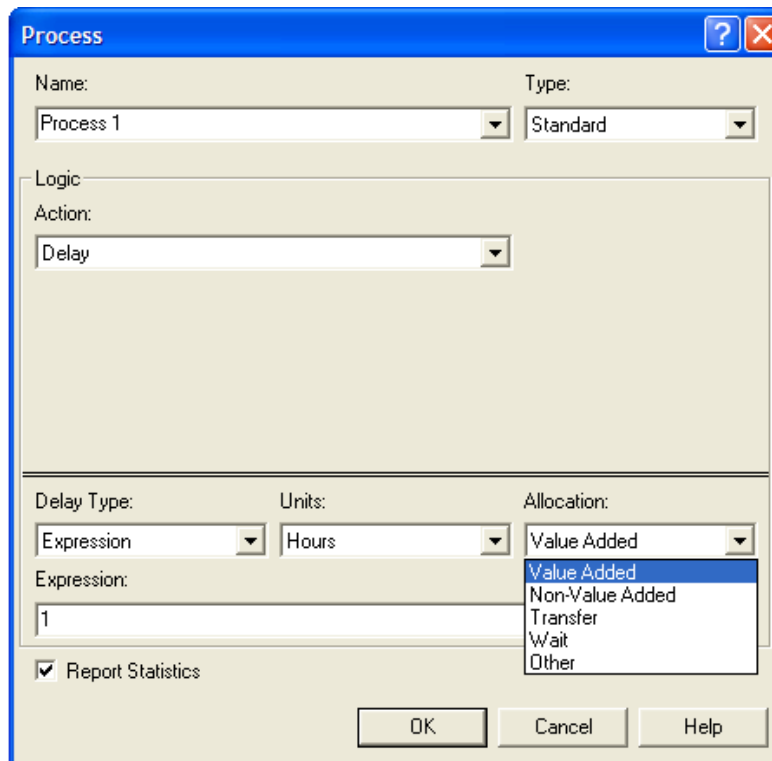 Process
Name: Type:
Process 1 Standard
Logic
Action:
Delay
Delay Type: Units: Allocation:
Expression Hours Value Added
Value Added
Non-Value Added
Transfer
Wait
Other
Expression:
1
Report Statistics
OK Cancel Help